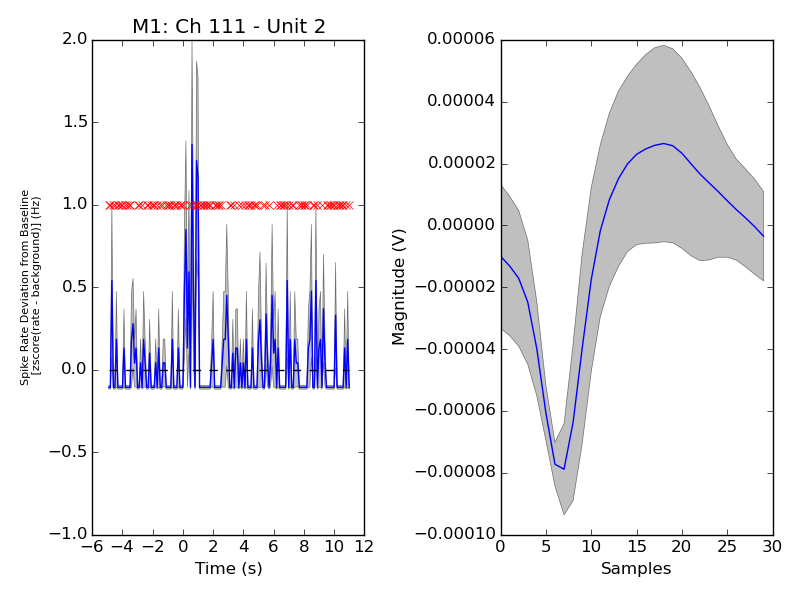 M1: Ch 111 - Unit 2
Spike Rate Deviation from Baseline
[zscore(rate - background)] (Hz)
2.0
1.5
1.0
0.5
0.0
−0.5
−1.0
−6 −4 −2 0 2 4 6 8 10 12
Time (s)
Magnitude (V)
0.00006
0.00004
0.00002
0.00000
−0.00002
−0.00004
−0.00006
−0.00008
−0.00010
0 5 10 15 20 25 30
Samples